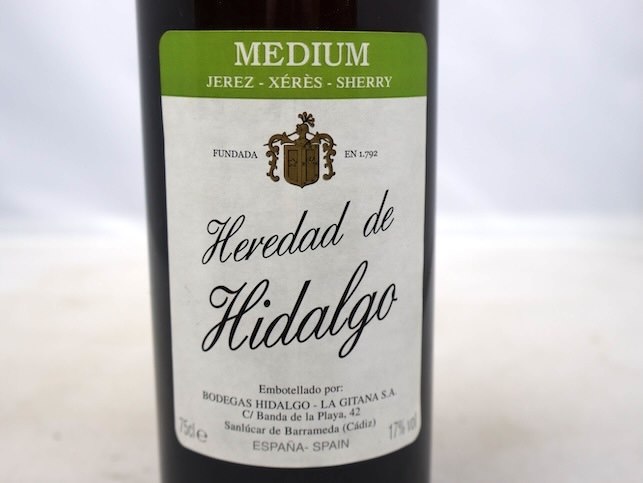 MEDIUM
JEREZ - XÉRÈS - SHERRY
FUNDADA EN 1.792
Heredad de
Hidalgo
Embotellado por:
BODEGAS HIDALGO - LA GITANA S.A.
C/ Banda de la Playa, 42
Sanlúcar de Barrameda (Cádiz)
75cl e 17% vol
ESPAÑA- SPAIN